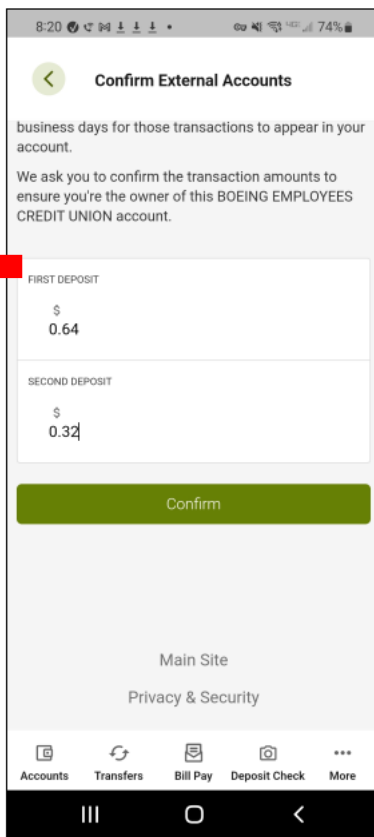 8:20 74%
Confirm External Accounts
business days for those transactions to appear in your
account.
We ask you to confirm the transaction amounts to
ensure you're the owner of this BOEING EMPLOYEES
CREDIT UNION account.
FIRST DEPOSIT
$
0.64
SECOND DEPOSIT
$
0.32
Confirm
Main Site
Privacy & Security
Accounts Transfers Bill Pay Deposit Check More